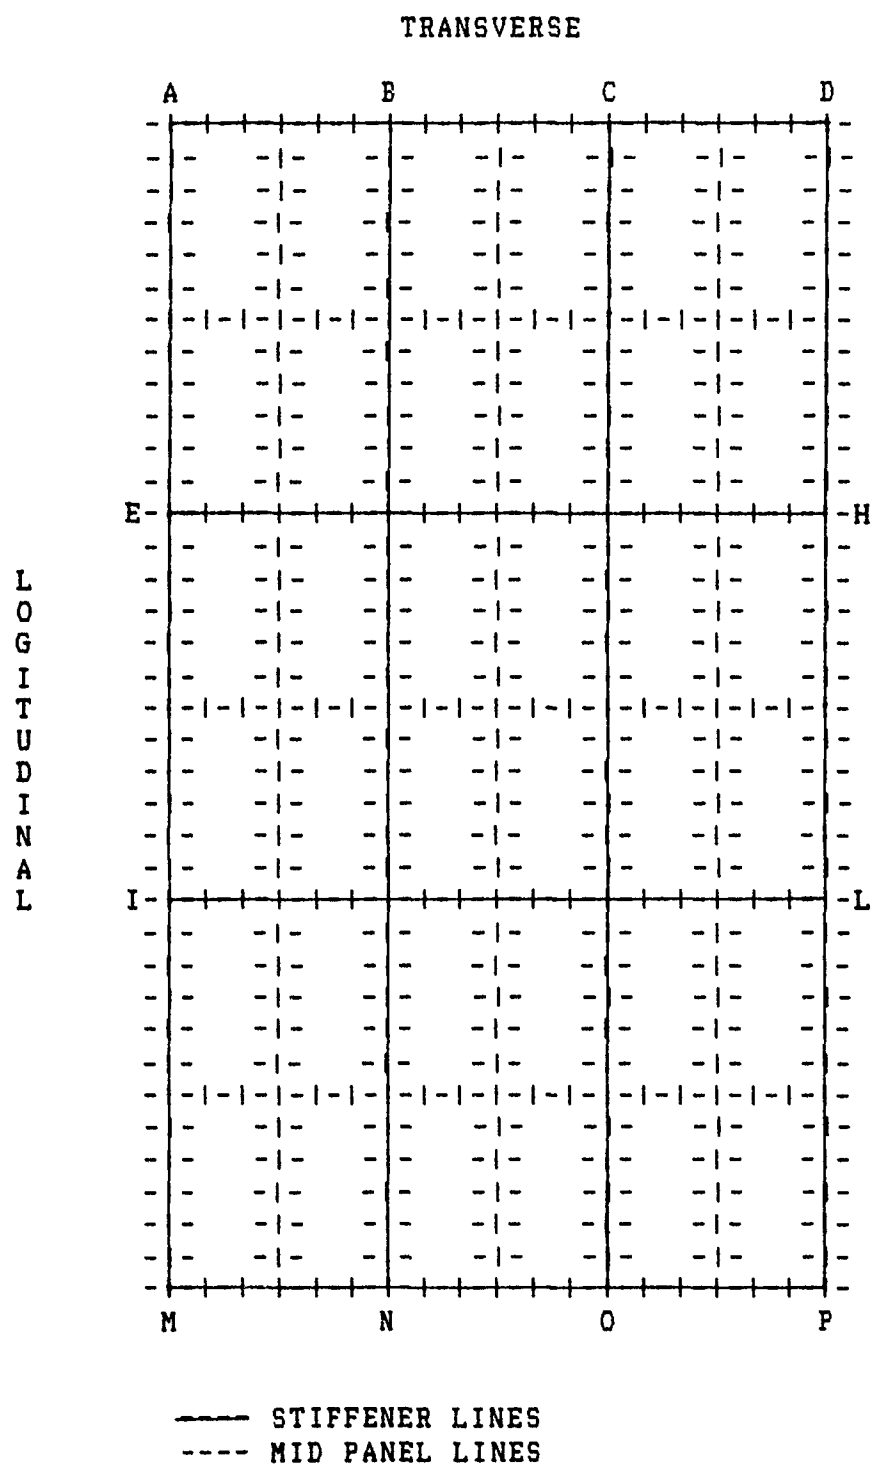 TRANSVERSE
A B C D
E H
LOGITUDINAL
I L
M N O P
STIFFENER LINES
MID PANEL LINES